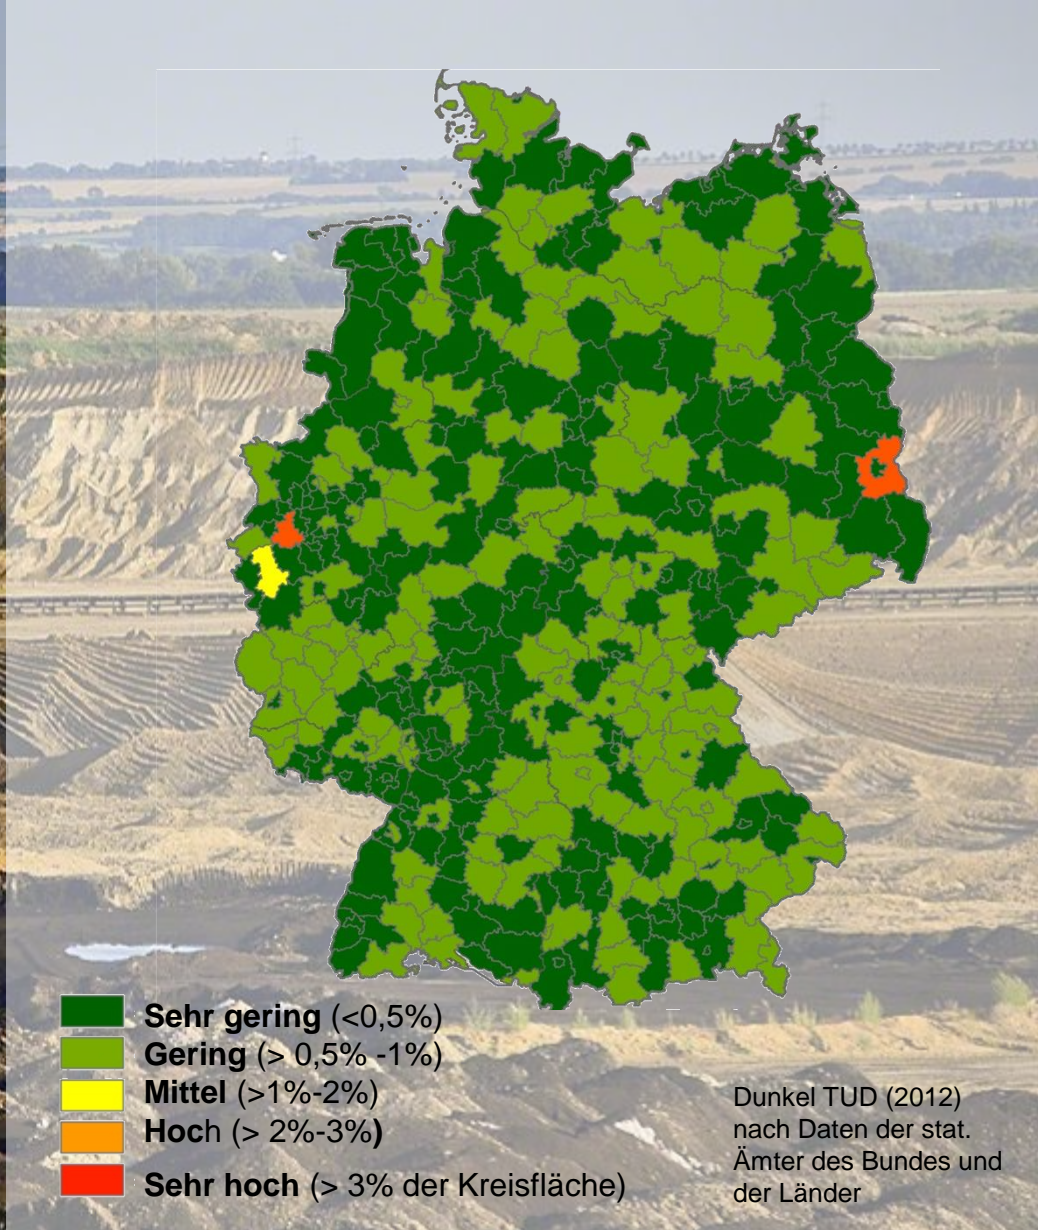 Sehr gering (<0,5%)
Gering (> 0,5% -1%)
Mittel (>1%-2%)
Hoch (> 2%-3%)
Sehr hoch (> 3% der Kreisfläche)
Dunkel TUD (2012)
nach Daten der stat.
Ämter des Bundes und
der Länder